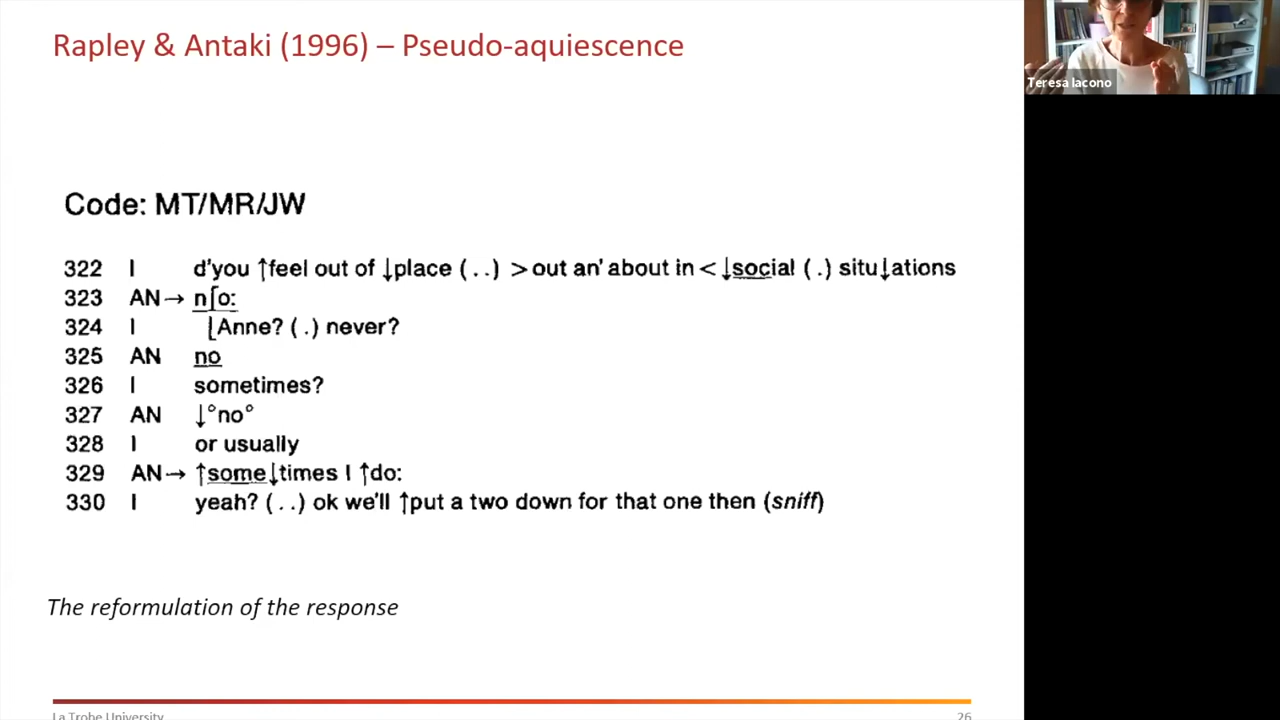 Rapley & Antaki (1996) – Pseudo-aquiescence
Teresa Iacono
Code: MT/MR/JW
322 I d'you ↑feel out of ↓place (..) >out an' about in <↓social (.) situ↓ations
323 AN→ n⌈o:
324 I ⌊Anne? (.) never?
325 AN no
326 I sometimes?
327 AN ↓°no°
328 I or usually
329 AN→ ↑some↓times I ↑do:
330 I yeah? (..) ok we'll ↑put a two down for that one then (sniff)
The reformulation of the response
La Trobe University 26